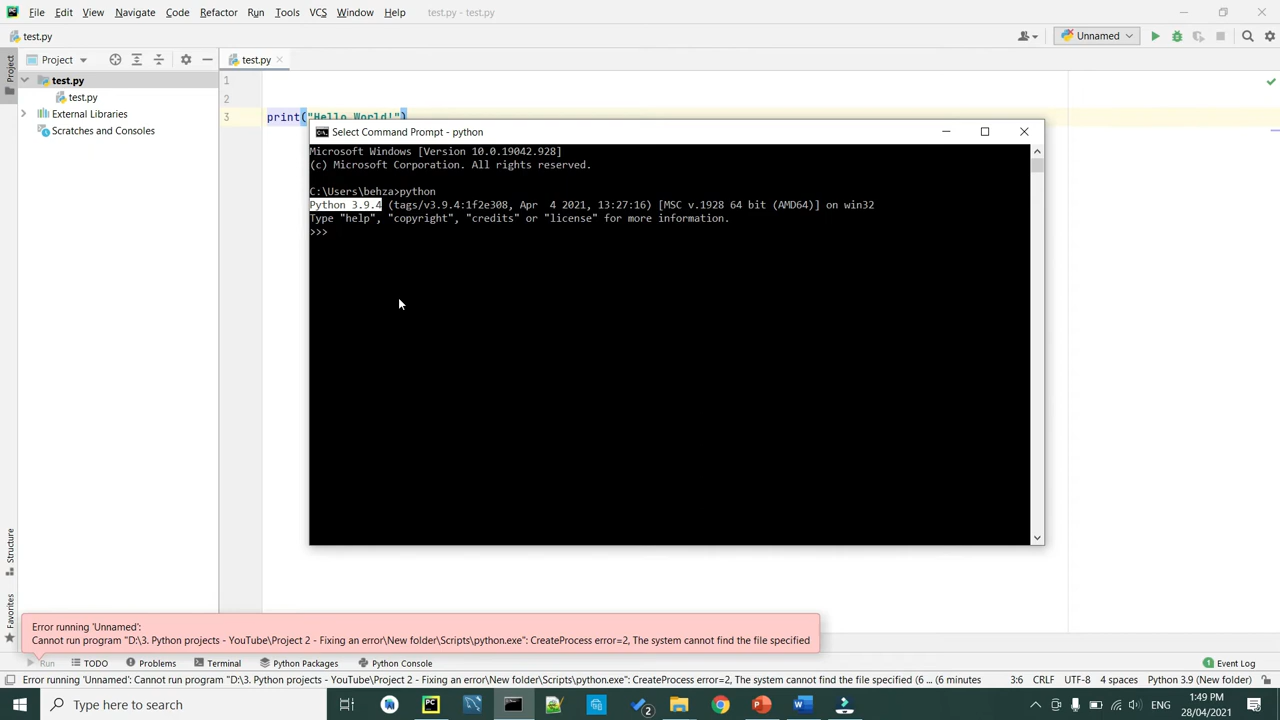 File Edit View Navigate Code Refactor Run Tools VCS Window Help test.py - test.py
test.py
Unnamed
Project
Project
test.py
test.py
test.py
External Libraries
Scratches and Consoles
1
2
3
print("Hello World!")
Select Command Prompt - python
Microsoft Windows [Version 10.0.19042.928]
(c) Microsoft Corporation. All rights reserved.
C:\Users\behza>python
Python 3.9.4 (tags/v3.9.4:1f2e308, Apr  4 2021, 13:27:16) [MSC v.1928 64 bit (AMD64)] on win32
Type "help", "copyright", "credits" or "license" for more information.
>>>
Structure
Favorites
Error running 'Unnamed':
Cannot run program "D:\3. Python projects - YouTube\Project 2 - Fixing an error\New folder\Scripts\python.exe": CreateProcess error=2, The system cannot find the file specified
Run TODO Problems Terminal Python Packages Python Console Event Log
Error running 'Unnamed': Cannot run program "D:\3. Python projects - YouTube\Project 2 - Fixing an error\New folder\Scripts\python.exe": CreateProcess error=2, The system cannot find the file specified (6 ... (6 minutes 3:6 CRLF UTF-8 4 spaces Python 3.9 (New folder)
Type here to search
2
ENG
1:49 PM
28/04/2021